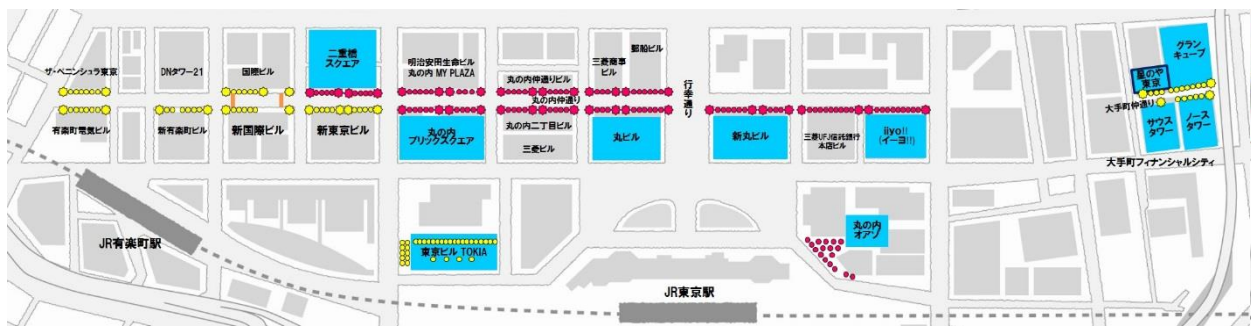 ザ・ペニンシュラ東京
DNタワー21
国際ビル
二重橋
スクエア
明治安田生命ビル
丸の内 MY PLAZA
丸の内仲通りビル
三菱商事
ビル
郵船ビル
行幸通り
グラン
キューブ
星のや
東京
丸の内仲通り
大手町仲通り
有楽町電気ビル
新有楽町ビル
新国際ビル
新東京ビル
丸の内
ブリックスクエア
丸の内二丁目ビル
三菱ビル
丸ビル
新丸ビル
三菱UFJ信託銀行
本店ビル
iiyo!!
(イーヨ!!)
サウス
タワー
ノース
タワー
大手町フィナンシャルシティ
JR有楽町駅
東京ビル TOKIA
丸の内
オアゾ
JR東京駅